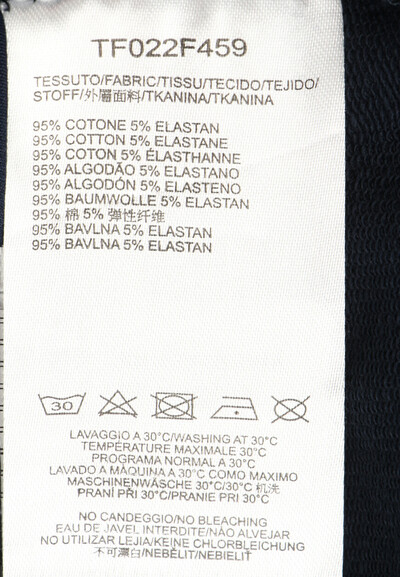 TF022F459
TESSUTO/FABRIC/TISSU/TECIDO/TEJIDO/
STOFF/外層面料/TKANINA/TKANINA
95% COTONE 5% ELASTAN
95% COTTON 5% ELASTANE
95% COTON 5% ÉLASTHANNE
95% ALGODÃO 5% ELASTANO
95% ALGODÓN 5% ELASTENO
95% BAUMWOLLE 5% ELASTAN
95% 棉 5% 弹性纤维
95% BAVLNA 5% ELASTAN
95% BAVLNA 5% ELASTAN
30
LAVAGGIO A 30°C/WASHING AT 30°C
TEMPÉRATURE MAXIMALE 30°C
PROGRAMA NORMAL A 30°C
LAVADO A MÁQUINA A 30°C COMO MAXIMO
MASCHINENWÄSCHE 30°C/30°C 机洗
PRANÍ PŘI 30°C/PRANIE PRI 30°C
NO CANDEGGIO/NO BLEACHING
EAU DE JAVEL INTERDITE/NÃO ALVEJAR
NO UTILIZAR LEJIA/KEINE CHLORBLEICHUNG
不可漂白/NEBĚLIT/NEBIELIŤ